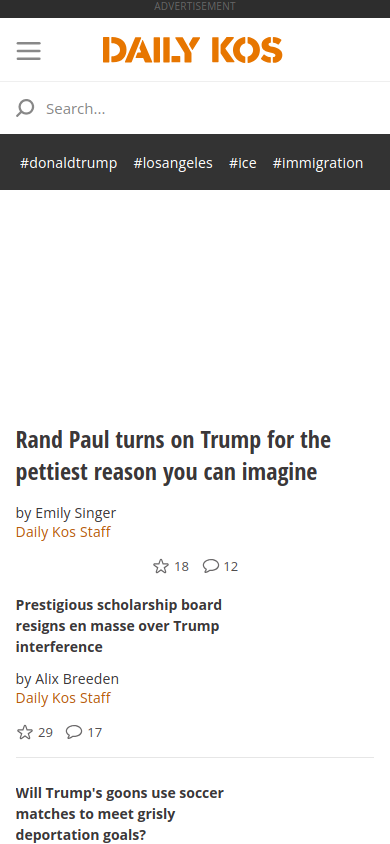 ADVERTISEMENT
DAILY KOS
Search...
#donaldtrump #losangeles #ice #immigration
Rand Paul turns on Trump for the
pettiest reason you can imagine
by Emily Singer
Daily Kos Staff
18 12
Prestigious scholarship board
resigns en masse over Trump
interference
by Alix Breeden
Daily Kos Staff
29 17
Will Trump's goons use soccer
matches to meet grisly
deportation goals?